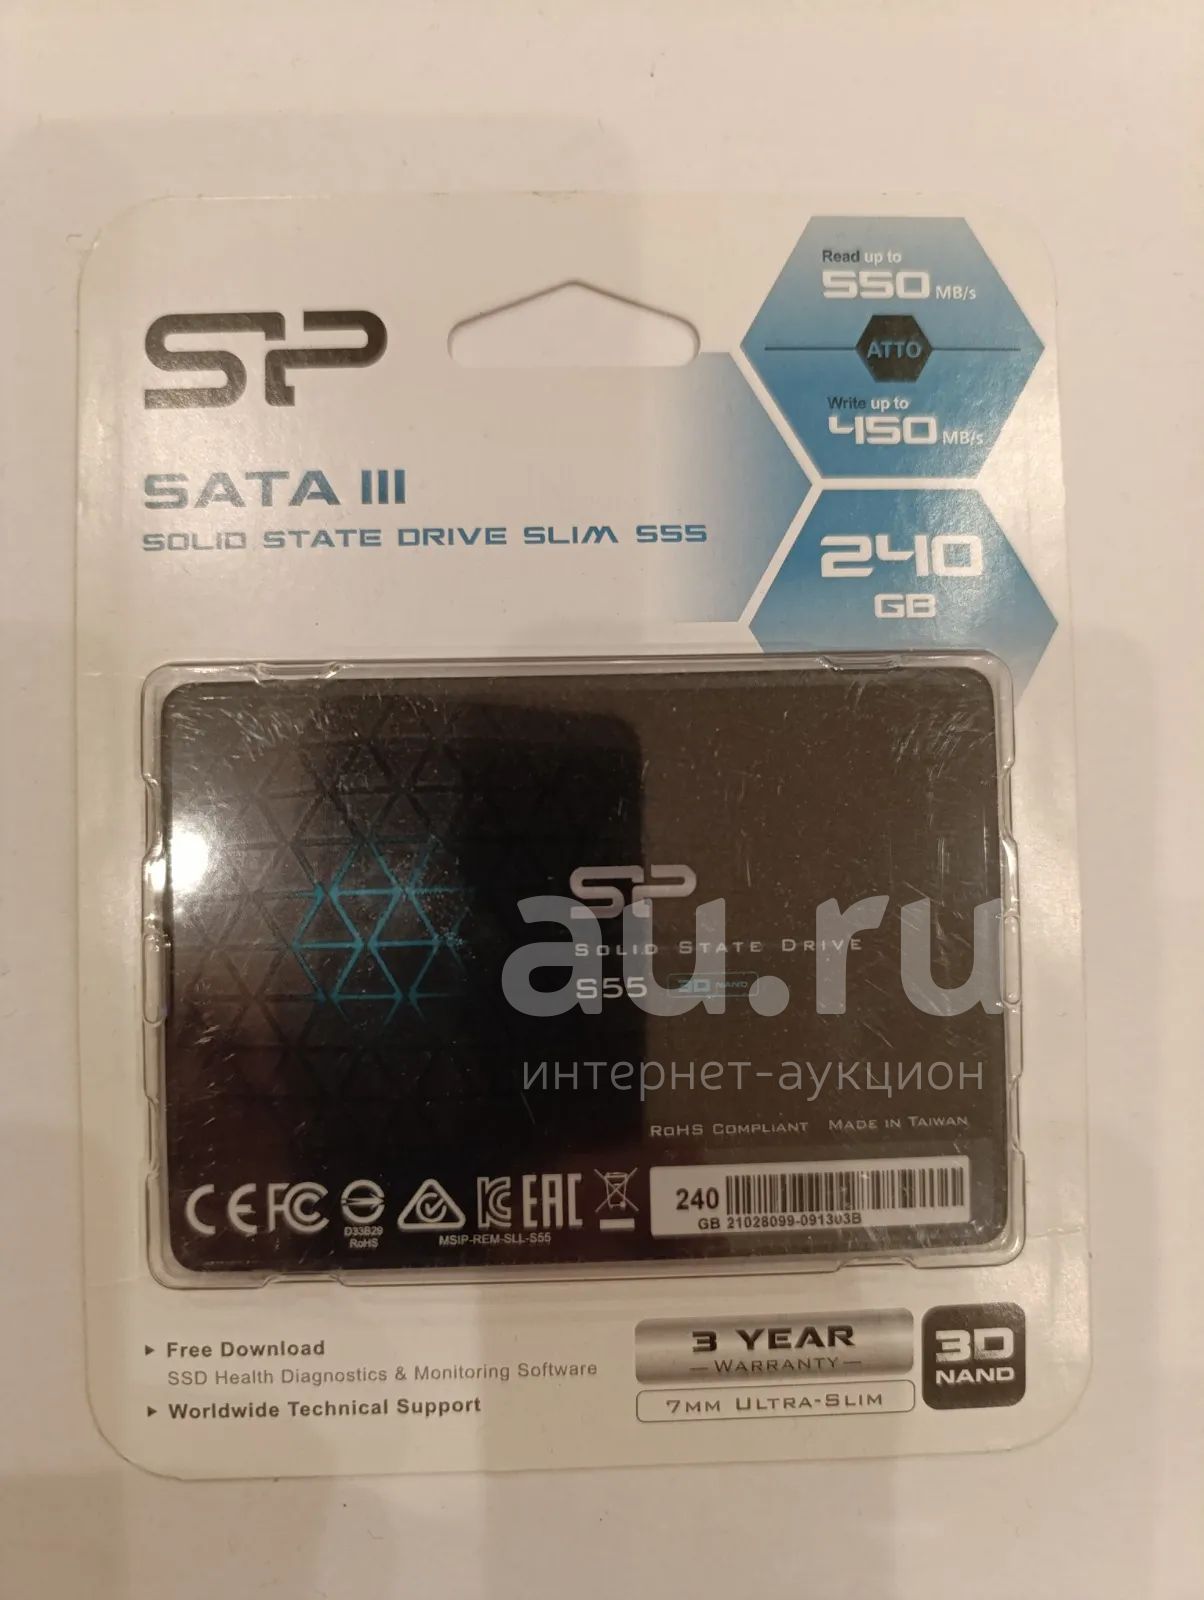 SP
SATA III
SOLID STATE DRIVE SLIM S55
Read up to
550 MB/s
ATTO
Write up to
450 MB/s
240
GB
SP
SOLID STATE DRIVE
S55 3D NAND
au.ru
интернет-аукцион
RoHS COMPLIANT MADE IN TAIWAN
CE FC EAC
D33B29
RoHS
MSIP-REM-SLL-S55
240
GB 21028099-091303B
Free Download
SSD Health Diagnostics & Monitoring Software
Worldwide Technical Support
3 YEAR
WARRANTY
7MM ULTRA-SLIM
3D
NAND